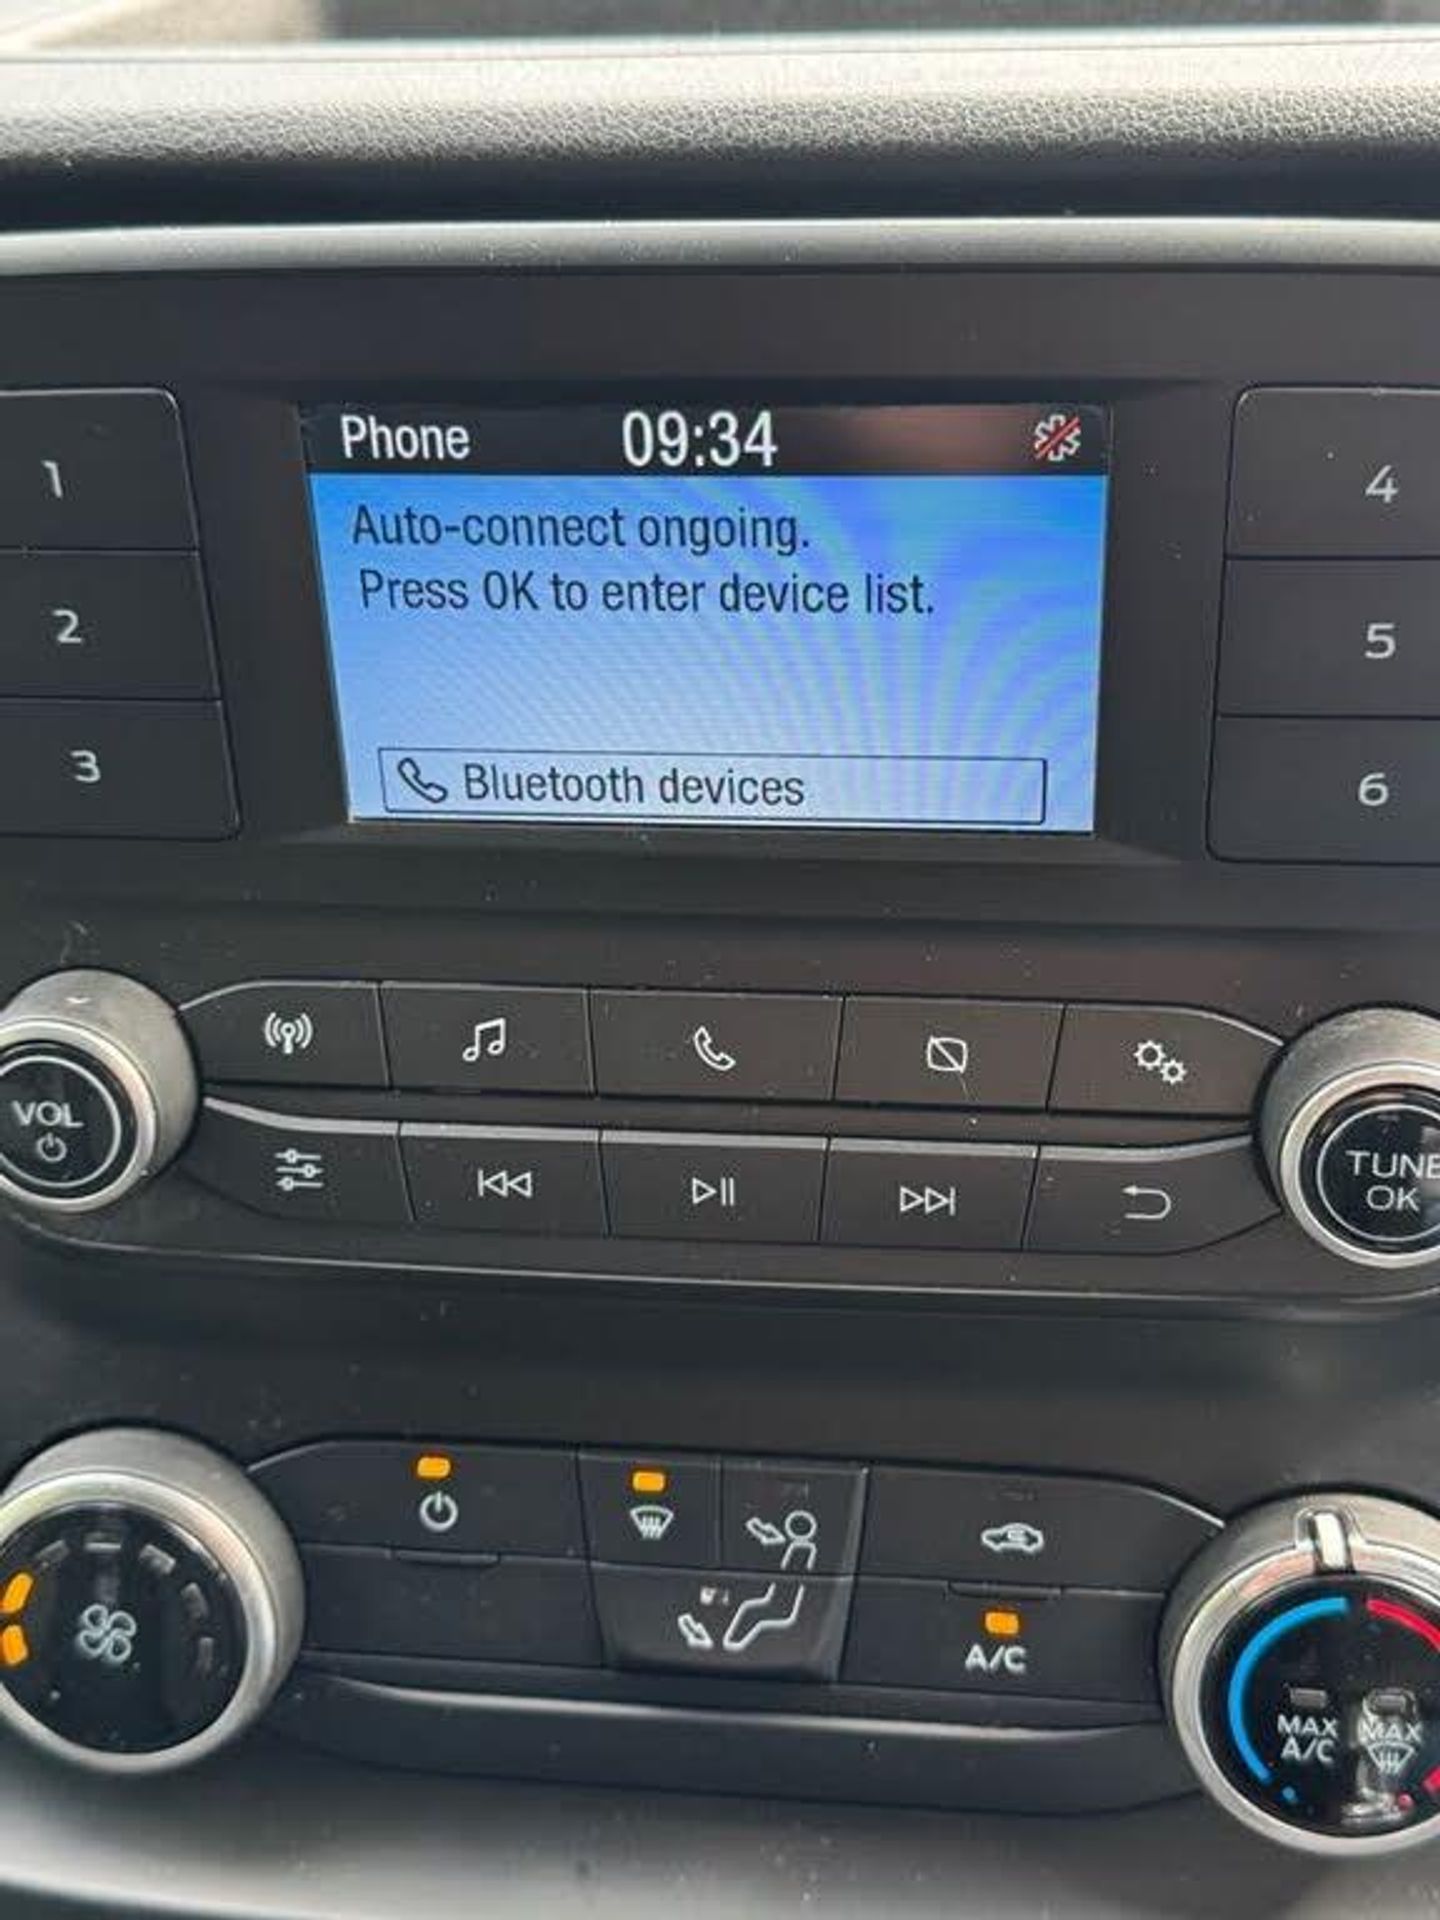 Phone 09:34
Auto-connect ongoing.
Press OK to enter device list.
Bluetooth devices
1
2
3
4
5
6
VOL
TUNE
OK
A/C
MAX
A/C
MAX